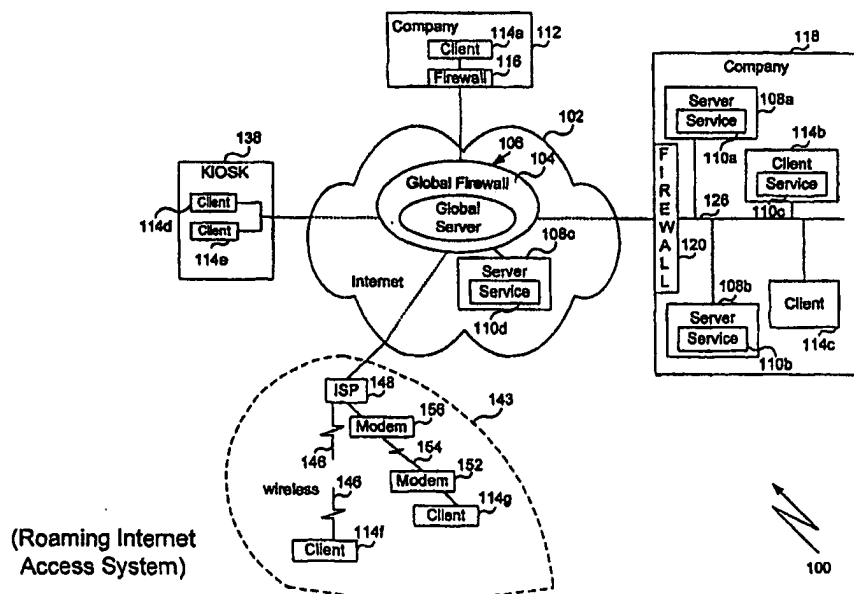 Company
114a
112
Client
116
Firewall
118
Company
Server
108a
Service
110a
114b
Client
Service
110c
126
FIREWALL
120
108b
Server
Service
110b
Client
114c
102
106
104
Global Firewall
Global
Server
108c
Server
Service
110d
Internet
138
KIOSK
Client
114d
Client
114e
ISP
148
143
156
Modem
154
146
152
Modem
wireless
146
114g
Client
114f
Client
(Roaming Internet
Access System)
100